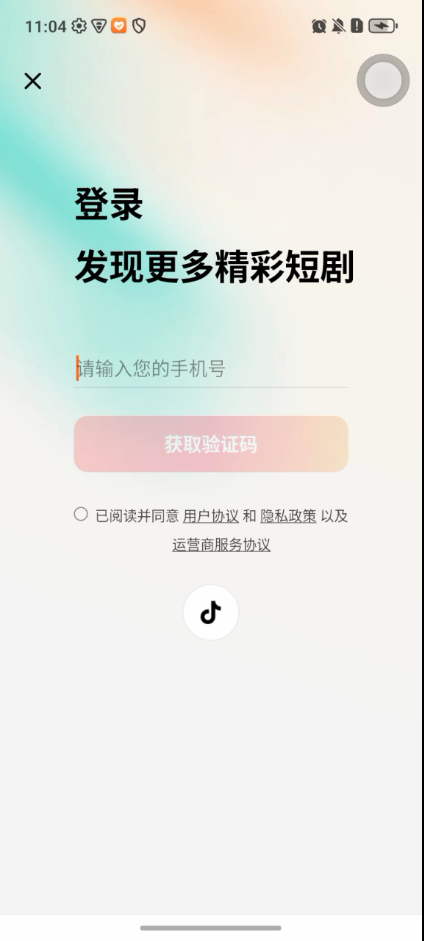 11:04
登录
发现更多精彩短剧
请输入您的手机号
获取验证码
已阅读并同意 用户协议 和 隐私政策 以及
运营商服务协议